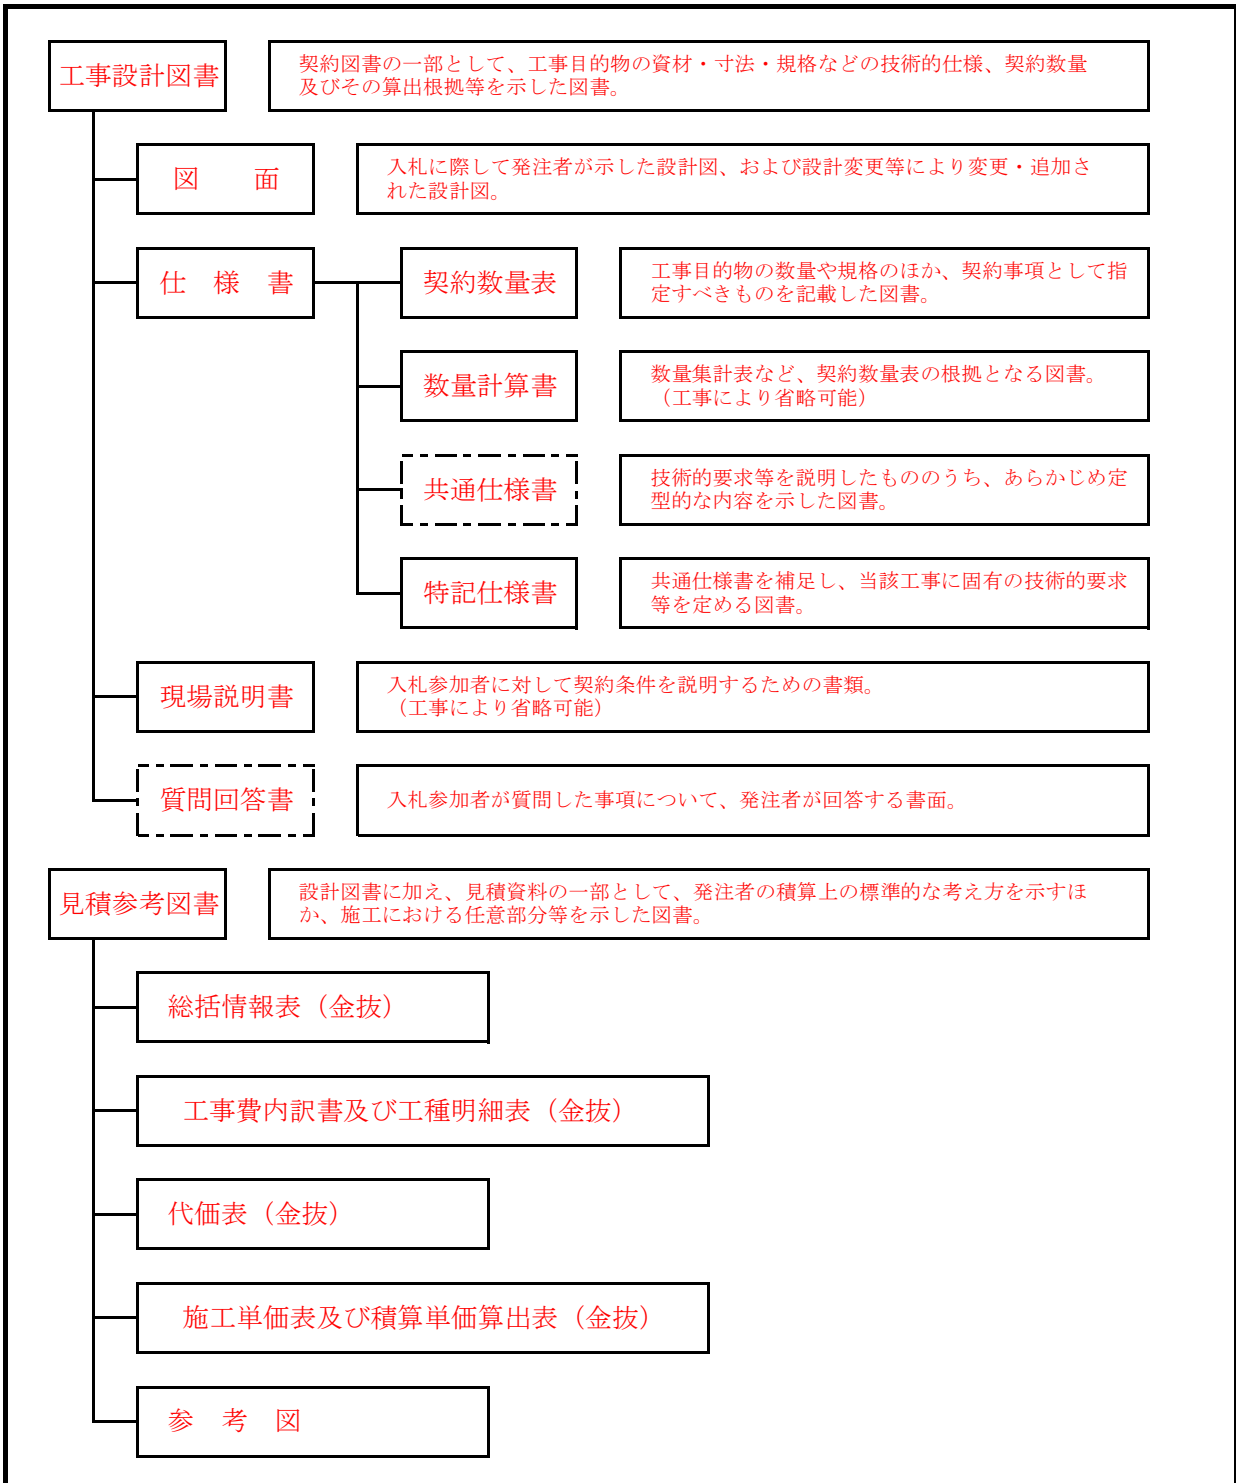 工事設計図書
契約図書の一部として、工事目的物の資材・寸法・規格などの技術的仕様、契約数量
及びその算出根拠等を示した図書。
図　　面
入札に際して発注者が示した設計図、および設計変更等により変更・追加さ
れた設計図。
仕　様　書
契約数量表
工事目的物の数量や規格のほか、契約事項として指
定すべきものを記載した図書。
数量計算書
数量集計表など、契約数量表の根拠となる図書。
（工事により省略可能）
共通仕様書
技術的要求等を説明したもののうち、あらかじめ定
型的な内容を示した図書。
特記仕様書
共通仕様書を補足し、当該工事に固有の技術的要求
等を定める図書。
現場説明書
入札参加者に対して契約条件を説明するための書類。
（工事により省略可能）
質問回答書
入札参加者が質問した事項について、発注者が回答する書面。
見積参考図書
設計図書に加え、見積資料の一部として、発注者の積算上の標準的な考え方を示すほ
か、施工における任意部分等を示した図書。
総括情報表（金抜）
工事費内訳書及び工種明細表（金抜）
代価表（金抜）
施工単価表及び積算単価算出表（金抜）
参　考　図